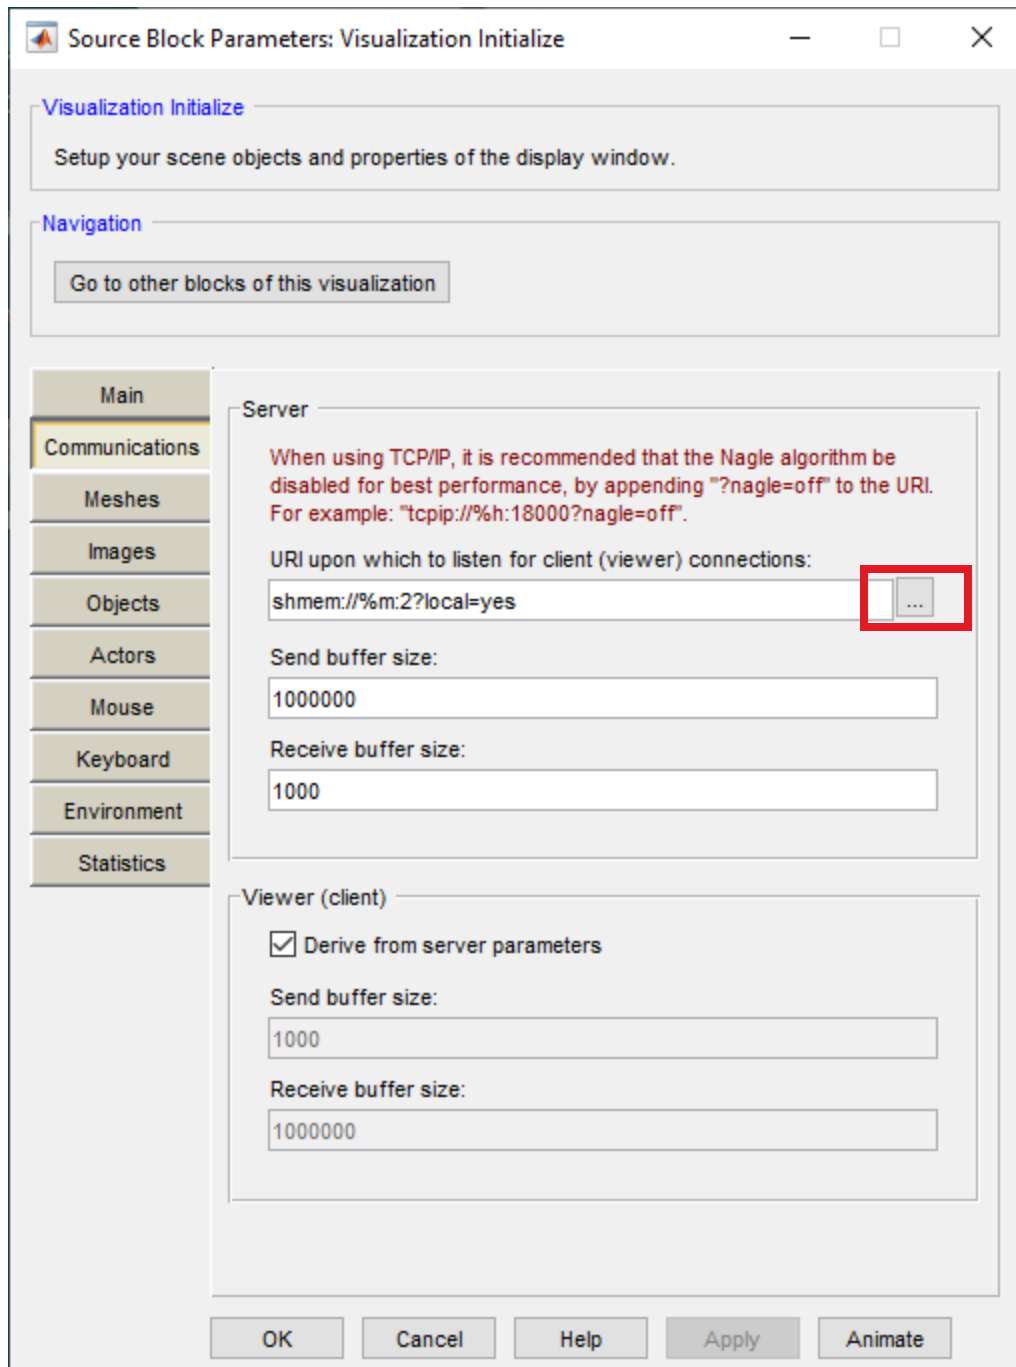 Source Block Parameters: Visualization Initialize
Visualization Initialize
Setup your scene objects and properties of the display window.
Navigation
Go to other blocks of this visualization
Main
Communications
Meshes
Images
Objects
Actors
Mouse
Keyboard
Environment
Statistics
Server
When using TCP/IP, it is recommended that the Nagle algorithm be
disabled for best performance, by appending "?nagle=off" to the URI.
For example: "tcpip://%h:18000?nagle=off".
URI upon which to listen for client (viewer) connections:
shmem://%m:2?local=yes
...
Send buffer size:
1000000
Receive buffer size:
1000
Viewer (client)
Derive from server parameters
Send buffer size:
1000
Receive buffer size:
1000000
OK
Cancel
Help
Apply
Animate